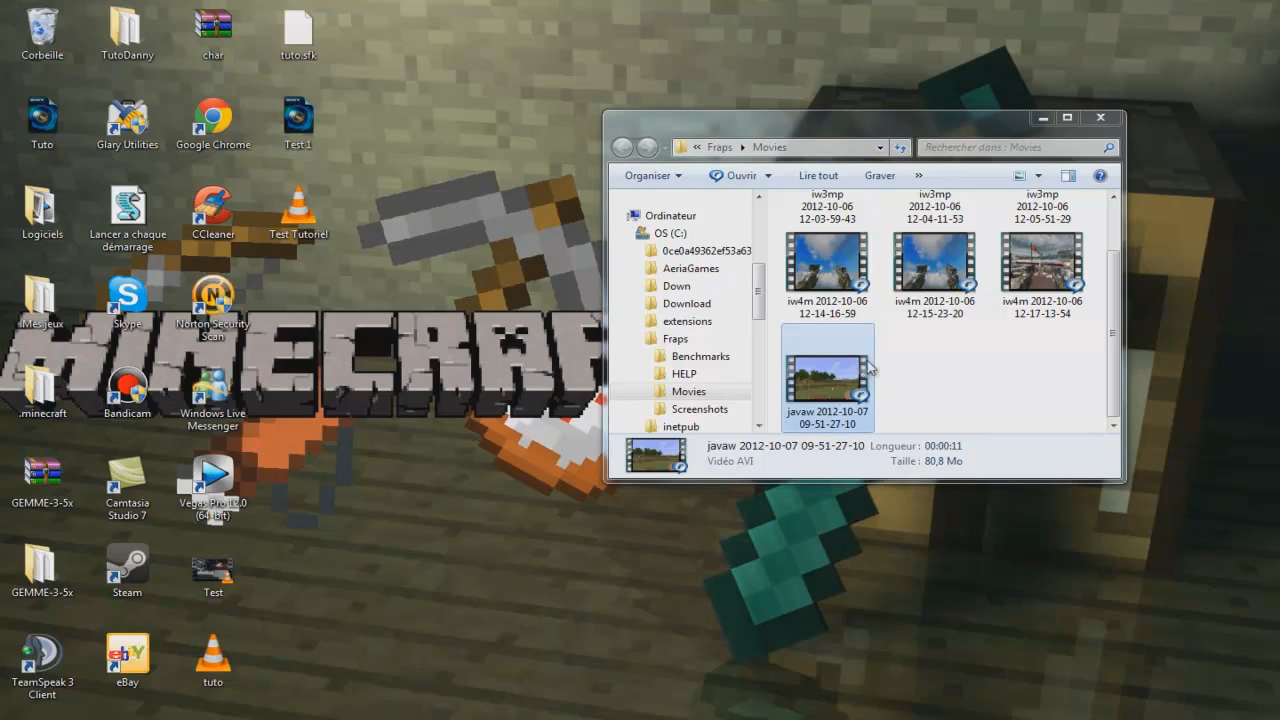 Corbeille
TutoDanny
char
tuto.sfk
Tuto
Glary Utilities
Google Chrome
Test 1
Logiciels
Lancer a chaque
démarrage
CCleaner
Test Tutoriel
Mes jeux
Skype
Norton Security
Scan
.minecraft
Bandicam
Windows Live
Messenger
GEMME-3-5x
Camtasia
Studio 7
Vegas Pro 12.0
(64-bit)
GEMME-3-5x
Steam
Test
TeamSpeak 3
Client
eBay
tuto
MINECRAF
« Fraps ▸ Movies
Rechercher dans : Movies
Organiser
Ouvrir
Lire tout
Graver
»
Ordinateur
OS (C:)
0ce0a49362ef53a63
AeriaGames
Down
Download
extensions
Fraps
Benchmarks
HELP
Movies
Screenshots
inetpub
iw3mp
2012-10-06
12-03-59-43
iw3mp
2012-10-06
12-04-11-53
iw3mp
2012-10-06
12-05-51-29
iw4m 2012-10-06
12-14-16-59
iw4m 2012-10-06
12-15-23-20
iw4m 2012-10-06
12-17-13-54
javaw 2012-10-07
09-51-27-10
javaw 2012-10-07 09-51-27-10 Longueur : 00:00:11
Vidéo AVI Taille : 80,8 Mo